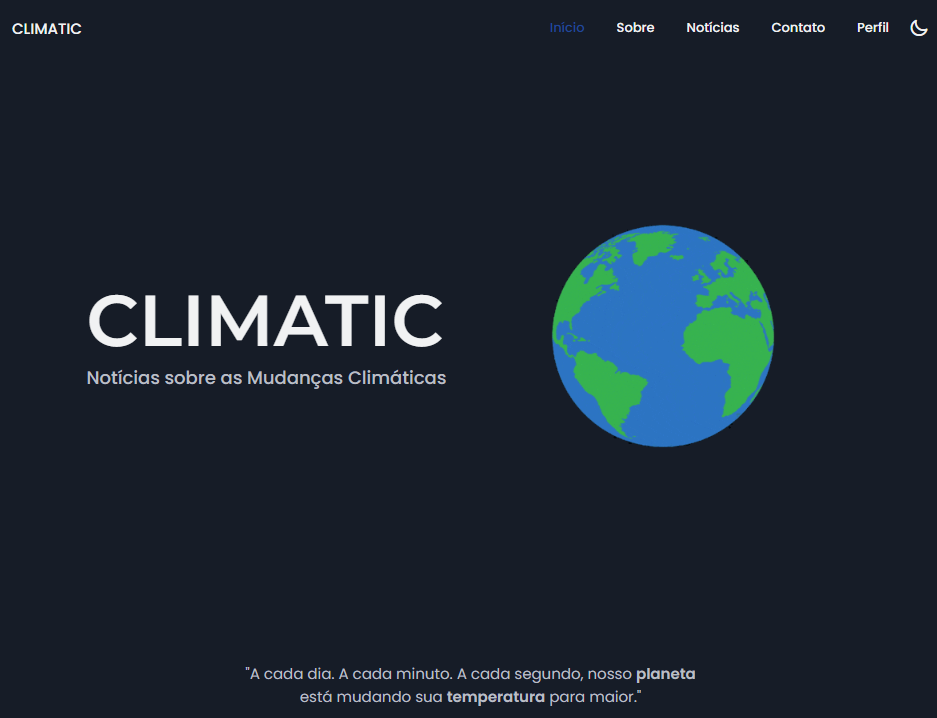 CLIMATIC
Início Sobre Notícias Contato Perfil
CLIMATIC
Notícias sobre as Mudanças Climáticas
"A cada dia. A cada minuto. A cada segundo, nosso planeta
está mudando sua temperatura para maior."